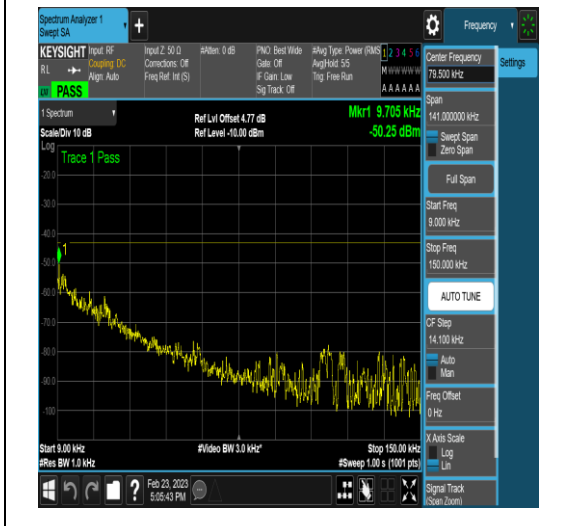 Spectrum Analyzer 1
Swept SA
Frequency
KEYSIGHT
RL
Input: RF
Coupling: DC
Align: Auto
Input Z: 50 Ω
Corrections: Off
Freq Ref: Int (S)
#Atten: 0 dB
PNO: Best Wide
Gate: Off
IF Gain: Low
Sig Track: Off
#Avg Type: Power (RMS
Avg|Hold: 5/5
Trig: Free Run
1 2 3 4 5 6
M w w w w w
A A A A A A
PASS
Center Frequency
79.500 kHz
Settings
Span
141.000000 kHz
Swept Span
Zero Span
Full Span
Start Freq
9.000 kHz
Stop Freq
150.000 kHz
AUTO TUNE
CF Step
14.100 kHz
Auto
Man
Freq Offset
0 Hz
X Axis Scale
Log
Lin
Signal Track
(Span Zoom)
1 Spectrum
Scale/Div 10 dB
Ref Lvl Offset 4.77 dB
Ref Level -10.00 dBm
Mkr1 9.705 kHz
-50.25 dBm
Log
Trace 1 Pass
1
-20.0
-30.0
-40.0
-50.0
-60.0
-70.0
-80.0
-90.0
-100
Start 9.00 kHz
#Res BW 1.0 kHz
#Video BW 3.0 kHz*
Stop 150.00 kHz
#Sweep 1.00 s (1001 pts)
Feb 23, 2023
5:05:43 PM